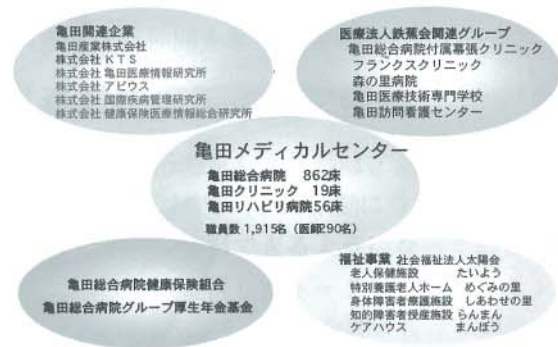 亀田関連企業
亀田産業株式会社
株式会社 KTS
株式会社 亀田医療情報研究所
株式会社 アピウス
株式会社 国際疾病管理研究所
株式会社 健康保険医療情報総合研究所
医療法人鉄蕉会関連グループ
亀田総合病院付属幕張クリニック
フランクスクリニック
森の里病院
亀田医療技術専門学校
亀田訪問看護センター
亀田メディカルセンター
亀田総合病院 862床
亀田クリニック 19床
亀田リハビリ病院56床
職員数 1,915名(医師290名)
亀田総合病院健康保険組合
亀田総合病院グループ厚生年金基金
福祉事業 社会福祉法人太陽会
老人保健施設 たいよう
特別養護老人ホーム めぐみの里
身体障害者療護施設 しあわせの里
知的障害者授産施設 らんまん
ケアハウス まんぼう